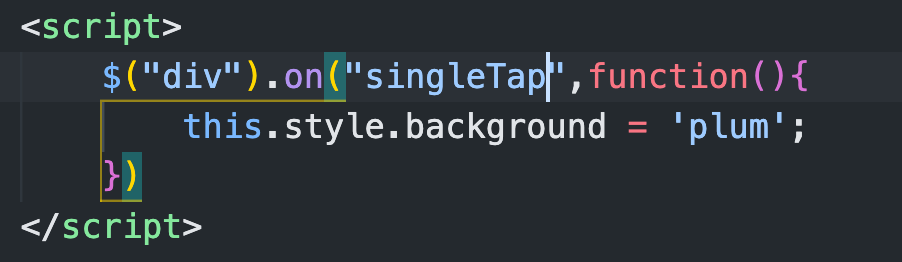 <script>
$("div").on("singleTap",function(){
this.style.background = 'plum';
})
</script>